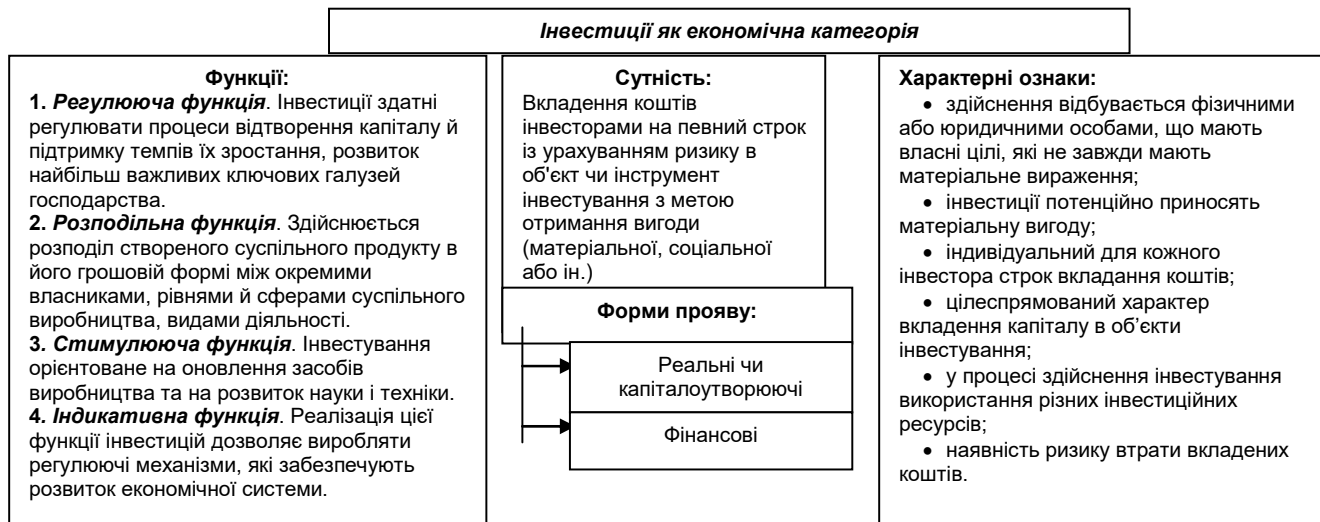 Інвестиції як економічна категорія
Функції:
1. Регулююча функція. Інвестиції здатні
регулювати процеси відтворення капіталу й
підтримку темпів їх зростання, розвиток
найбільш важливих ключових галузей
господарства.
2. Розподільна функція. Здійснюється
розподіл створеного суспільного продукту в
його грошовій формі між окремими
власниками, рівнями й сферами суспільного
виробництва, видами діяльності.
3. Стимулююча функція. Інвестування
орієнтоване на оновлення засобів
виробництва та на розвиток науки і техніки.
4. Індикативна функція. Реалізація цієї
функції інвестицій дозволяє виробляти
регулюючі механізми, які забезпечують
розвиток економічної системи.
Сутність:
Вкладення коштів
інвесторами на певний строк
із урахуванням ризику в
об'єкт чи інструмент
інвестування з метою
отримання вигоди
(матеріальної, соціальної
або ін.)
Форми прояву:
Реальні чи
капіталоутворюючі
Фінансові
Характерні ознаки:
• здійснення відбувається фізичними
або юридичними особами, що мають
власні цілі, які не завжди мають
матеріальне вираження;
• інвестиції потенційно приносять
матеріальну вигоду;
• індивідуальний для кожного
інвестора строк вкладання коштів;
• цілеспрямований характер
вкладення капіталу в об’єкти
інвестування;
• у процесі здійснення інвестування
використання різних інвестиційних
ресурсів;
• наявність ризику втрати вкладених
коштів.